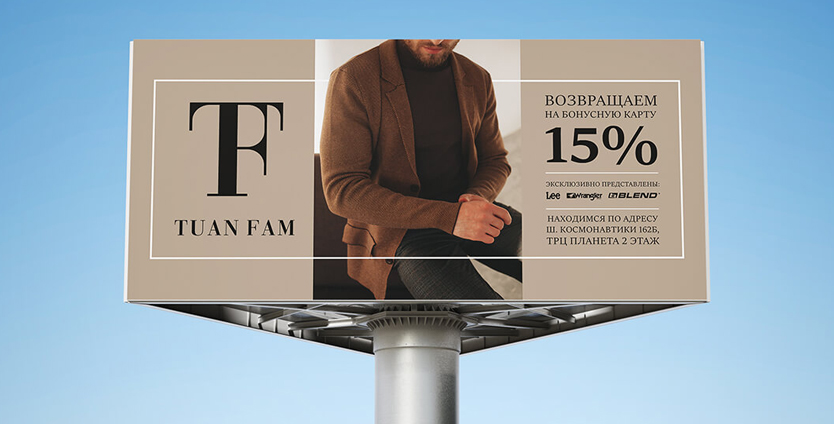 TF
TUAN FAM
ВОЗВРАЩАЕМ
НА БОНУСНУЮ КАРТУ
15%
ЭКСКЛЮЗИВНО ПРЕДСТАВЛЕНЫ:
Lee Wrangler BLEND
НАХОДИМСЯ ПО АДРЕСУ
Ш. КОСМОНАВТИКИ 162Б,
ТРЦ ПЛАНЕТА 2 ЭТАЖ